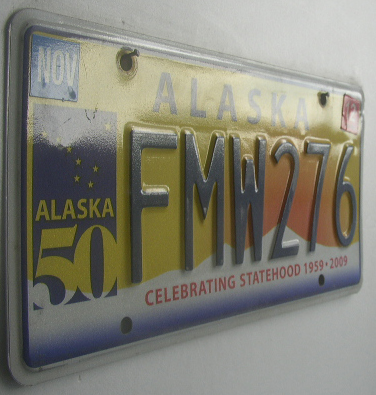 NOV
ALASKA
ALASKA
50
FMW276
CELEBRATING STATEHOOD 1959 • 2009